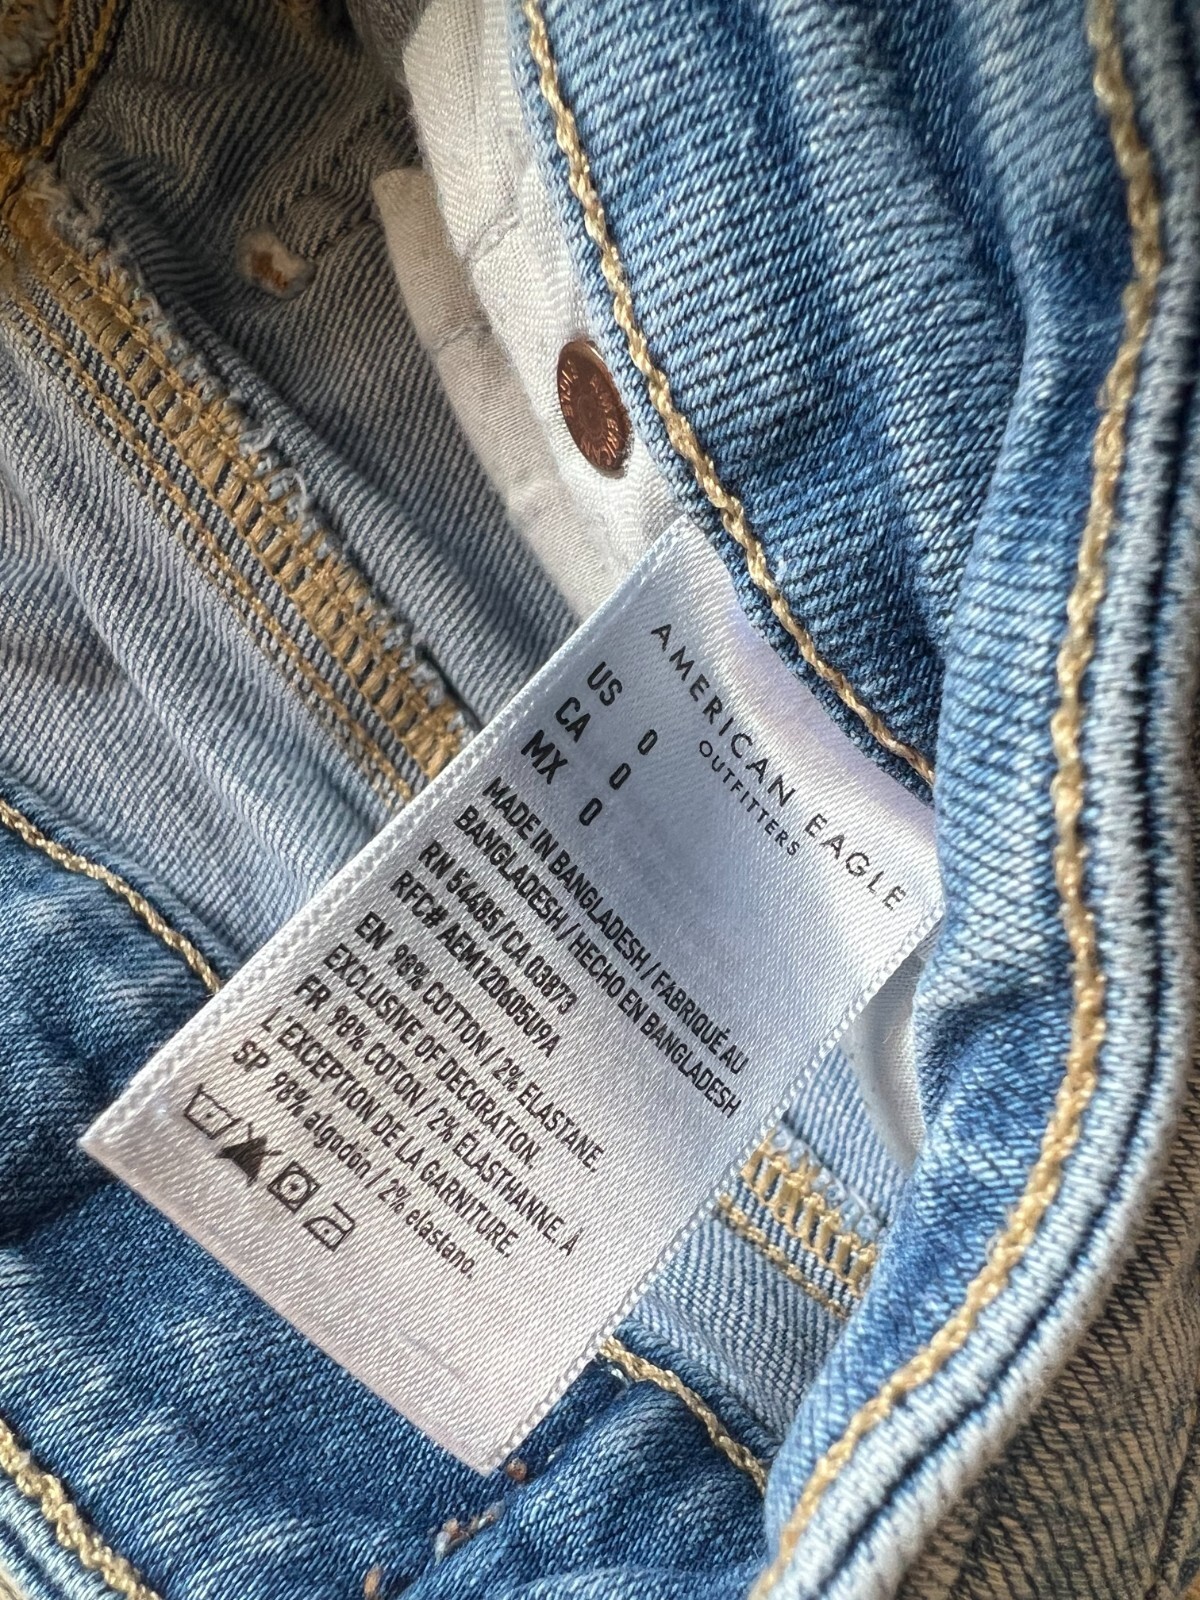 AMERICAN EAGLE
OUTFITTERS
US 0
CA 0
MX 0
MADE IN BANGLADESH / FABRIQUÉ AU
BANGLADESH / HECHO EN BANGLADESH
RN 54485/CA 03873
RFC# AEM12D605U9A
EN 98% COTTON / 2% ELASTANE.
EXCLUSIVE OF DECORATION.
FR 98% COTON / 2% ÉLASTHANNE. À
L'EXCEPTION DE LA GARNITURE.
SP 98% algodón / 2% elastano.